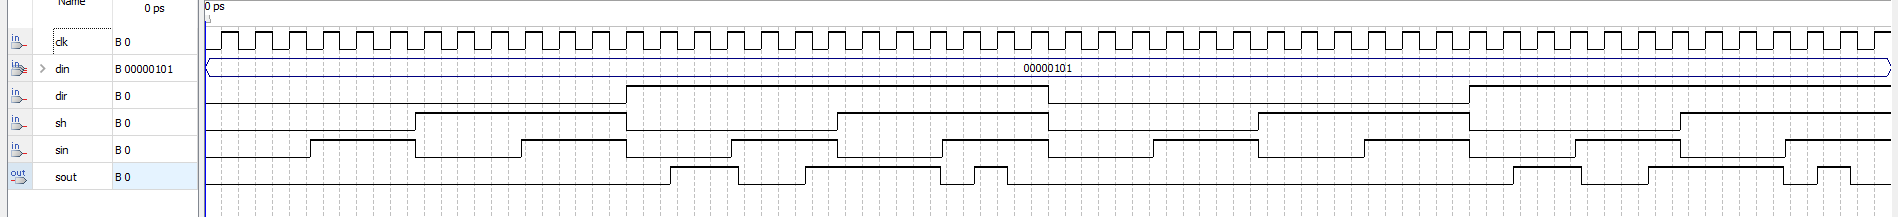 Name 0 ps 0 ps
in clk B 0
in din B 00000101 00000101
in dir B 0
in sh B 0
in sin B 0
out sout B 0